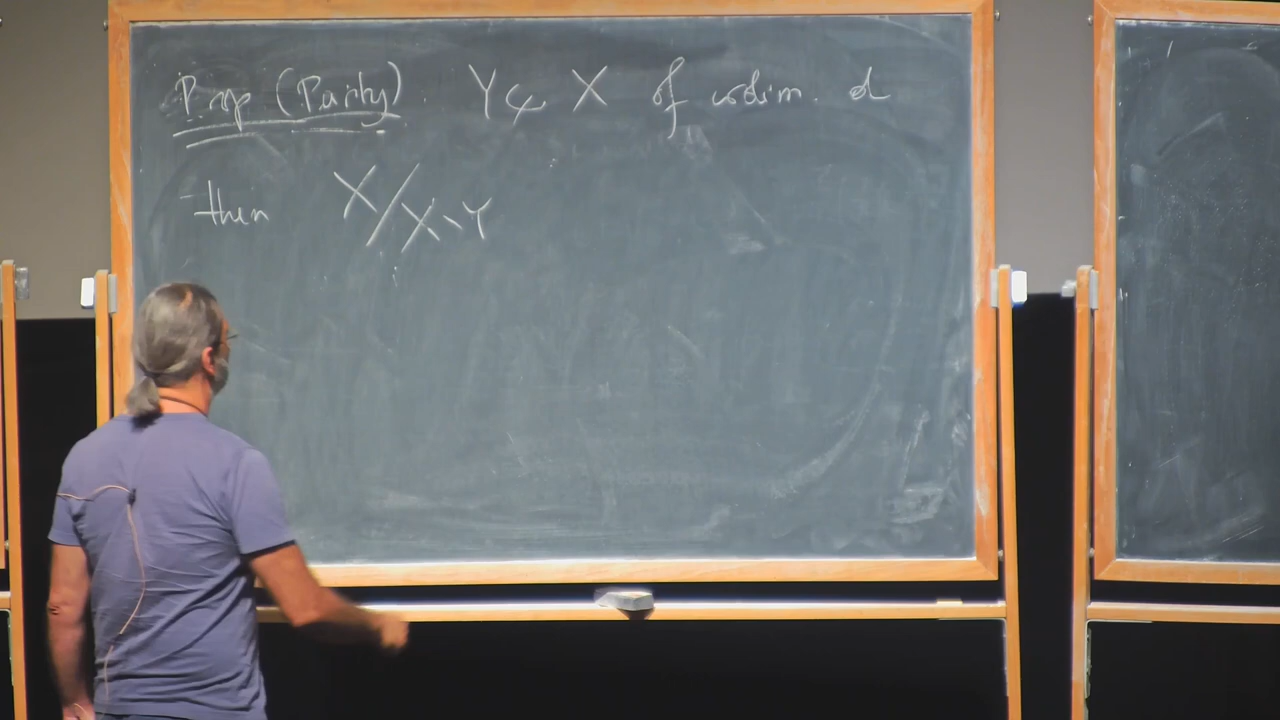 Prop (Purity). Y ↪ X of codim. d
then X/X∖Y